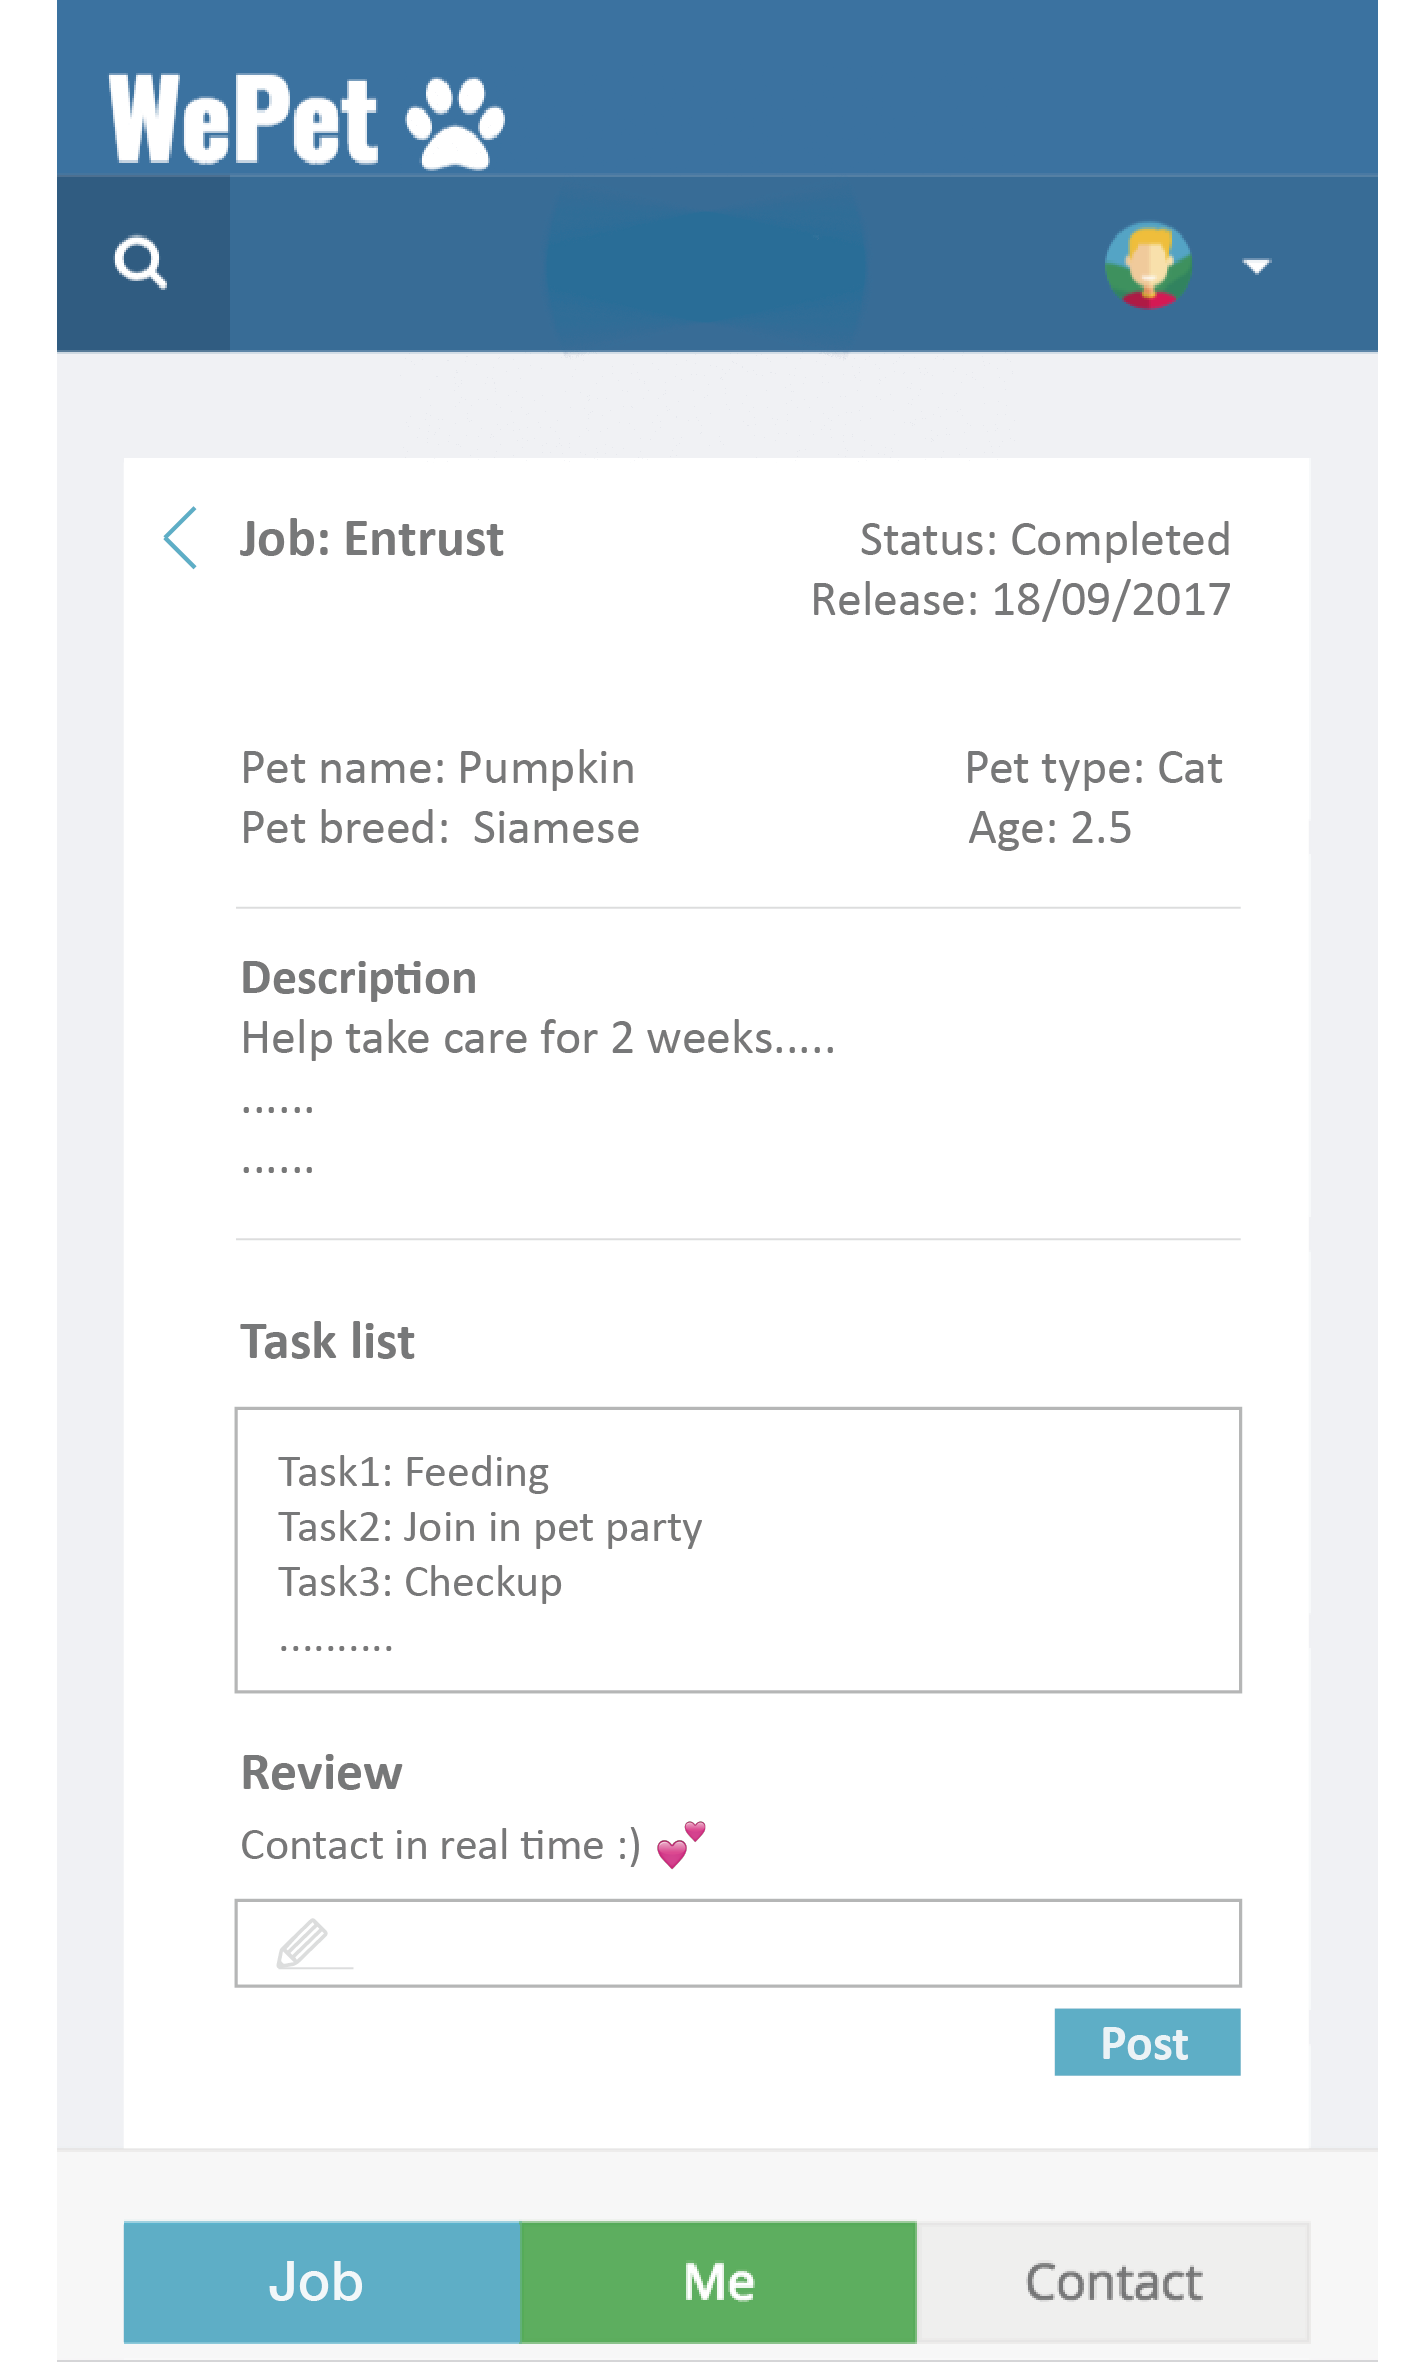 WePet
Job: Entrust
Status: Completed
Release: 18/09/2017
Pet name: Pumpkin
Pet type: Cat
Pet breed:  Siamese
Age: 2.5
Description
Help take care for 2 weeks.....
......
......
Task list
Task1: Feeding
Task2: Join in pet party
Task3: Checkup
..........
Review
Contact in real time :) 💕
Post
Job
Me
Contact